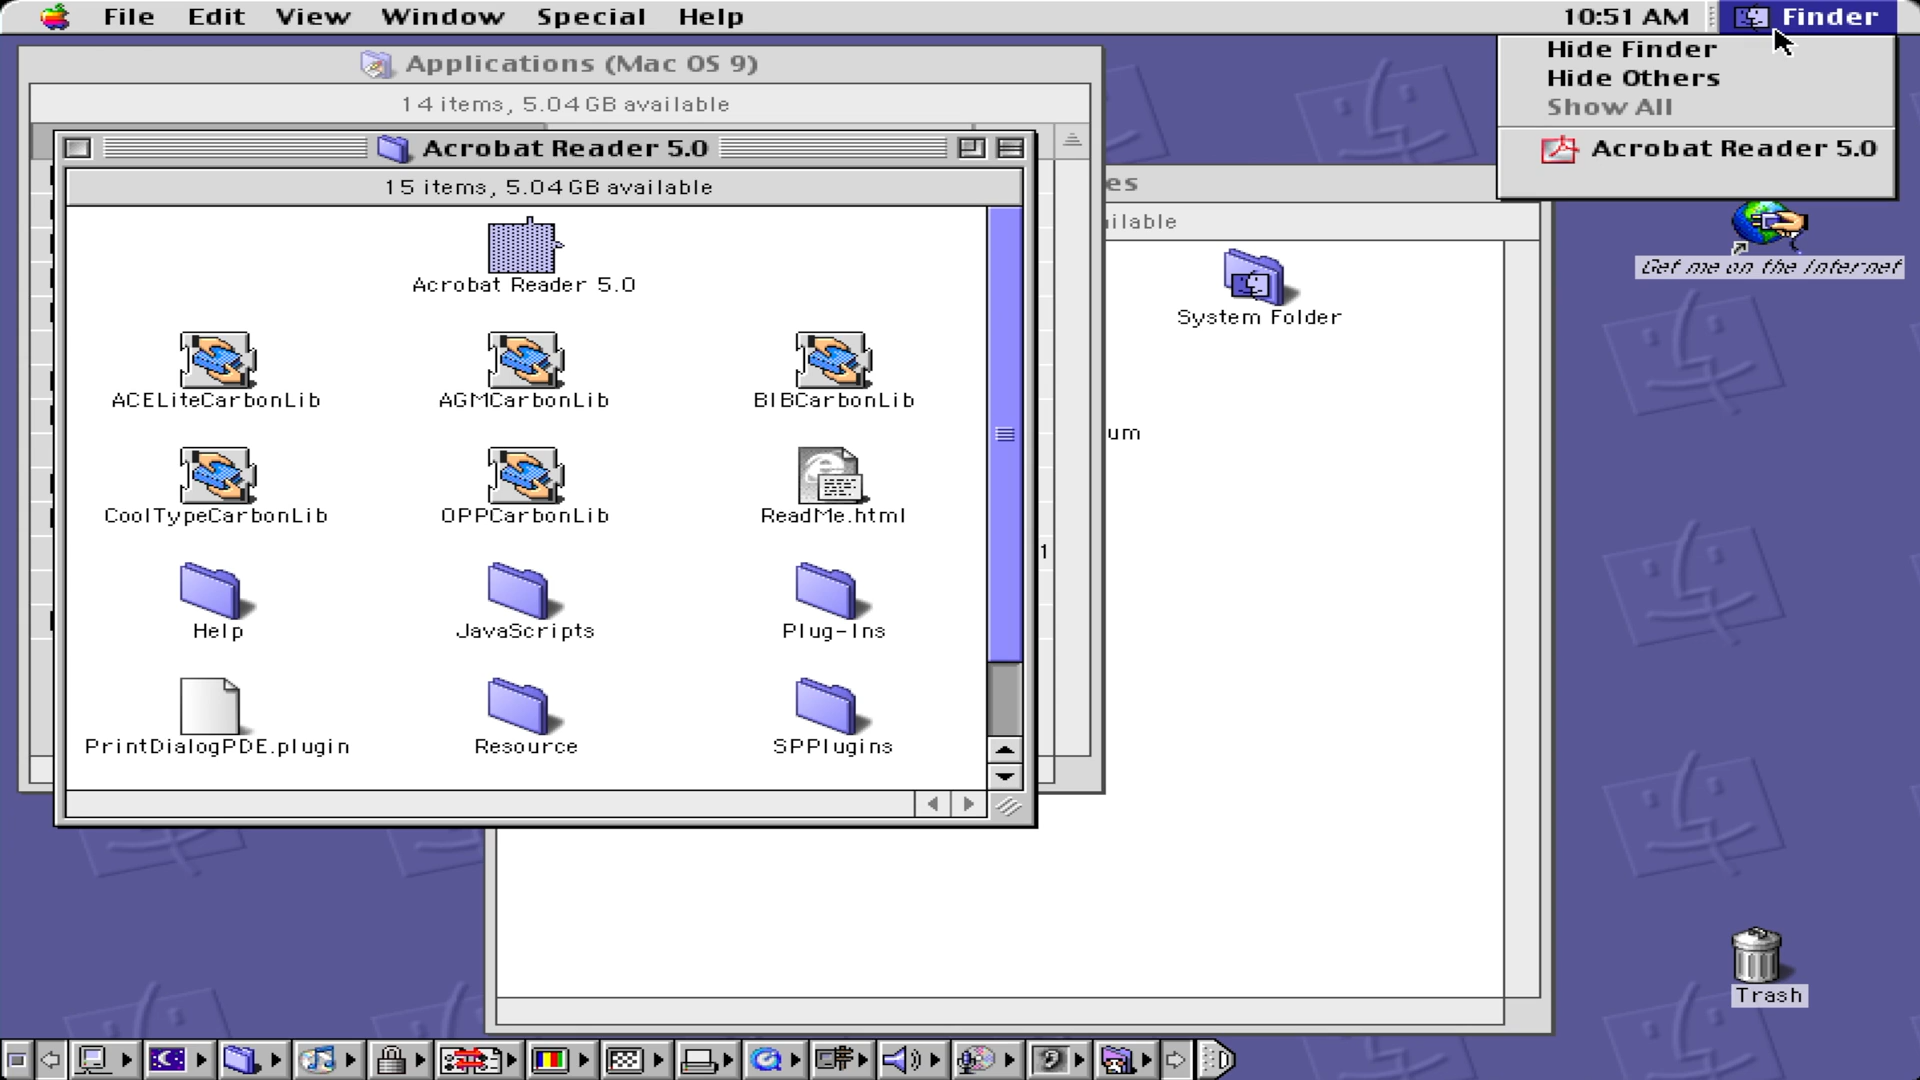 File Edit View Window Special Help 10:51 AM Finder
Hide Finder
Hide Others
Show All
Acrobat Reader 5.0
Applications (Mac OS 9)
14 items, 5.04 GB available
Acrobat Reader 5.0
15 items, 5.04 GB available
Acrobat Reader 5.0
ACELiteCarbonLib AGMCarbonLib BIBCarbonLib
CoolTypeCarbonLib OPPCarbonLib ReadMe.html
Help JavaScripts Plug-Ins
PrintDialogPDE.plugin Resource SPPlugins
es
ailable
System Folder
um
1
Get me on the Internet
Trash